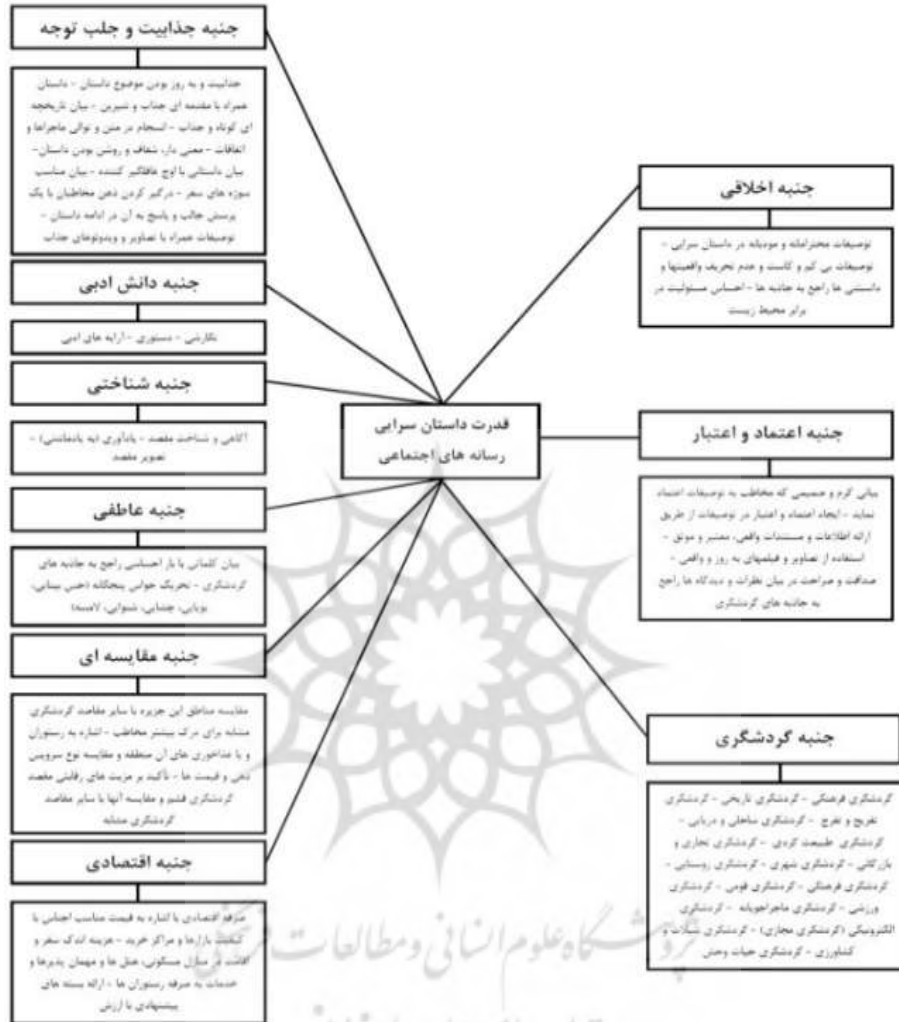 جنبه جذابیت و جلب توجه
جذابیت و به روز بودن موضوع داستان - داستان
همراه با مقدمه ای جذاب و شیرین - بیان تاریخچه
ای کوتاه و جذاب - انسجام در متن و توالی ماجراها و
اتفاقات - معنی دار، شفاف و روشن بودن داستان-
بیان داستانی با اوج غافلگیر کننده - بیان مناسب
سوژه های سفر - درگیر کردن ذهن مخاطبان با یک
پرسش جالب و پاسخ به آن در ادامه داستان -
توصیفات همراه با تصاویر و ویدئوهای جذاب
جنبه دانش ادبی
نگارشی - دستوری - آرایه های ادبی
جنبه شناختی
آگاهی و شناخت مقصد - یادآوری (به یادماندنی) -
تصویر مقصد
جنبه عاطفی
بیان کلماتی با بار احساسی راجع به جاذبه های
گردشگری - تحریک حواس پنجگانه (حس بینایی،
بویایی، چشایی، شنوایی، لامسه)
جنبه مقایسه ای
مقایسه مناطق این جزیره با سایر مقاصد گردشگری
مشابه برای درک بیشتر مخاطب - اشاره به رستوران
و یا غذاخوری های آن منطقه و مقایسه نوع سرویس
دهی و قیمت ها - تأکید بر مزیت های رقابتی مقصد
گردشگری قشم و مقایسه آنها با سایر مقاصد
گردشگری مشابه
جنبه اقتصادی
صرفه اقتصادی با اشاره به قیمت مناسب اجناس با
کیفیت بازارها و مراکز خرید - هزینه اندک سفر و
اقامت در منازل مسکونی، هتل ها و مهمان پذیرها و
خدمات به صرفه رستوران ها - ارائه بسته های
پیشنهادی با ارزش
قدرت داستان سرایی
رسانه های اجتماعی
جنبه اخلاقی
توصیفات محترمانه و مودبانه در داستان سرایی -
توصیفات بی کم و کاست و عدم تحریف واقعیتها و
دانستنی ها راجع به جاذبه ها - احساس مسئولیت در
برابر محیط زیست
جنبه اعتماد و اعتبار
بیانی گرم و صمیمی که مخاطب به توصیفات اعتماد
نماید - ایجاد اعتماد و اعتبار در توصیفات از طریق
ارائه اطلاعات و مستندات واقعی، معتبر و موثق -
استفاده از تصاویر و فیلمهای به روز و واقعی -
صداقت و صراحت در بیان نظرات و دیدگاه ها راجع
به جاذبه های گردشگری
جنبه گردشگری
گردشگری فرهنگی - گردشگری تاریخی - گردشگری
تفریح و تفرج - گردشگری ساحلی و دریایی -
گردشگری طبیعت گردی - گردشگری تجاری و
بازرگانی - گردشگری شهری - گردشگری روستایی -
گردشگری فرهنگی - گردشگری قومی - گردشگری
ورزشی - گردشگری ماجراجویانه - گردشگری
الکترونیکی (گردشگری مجازی) - گردشگری شیلات و
کشاورزی - گردشگری حیات وحش
پژوهشگاه علوم انسانی و مطالعات فرهنگی